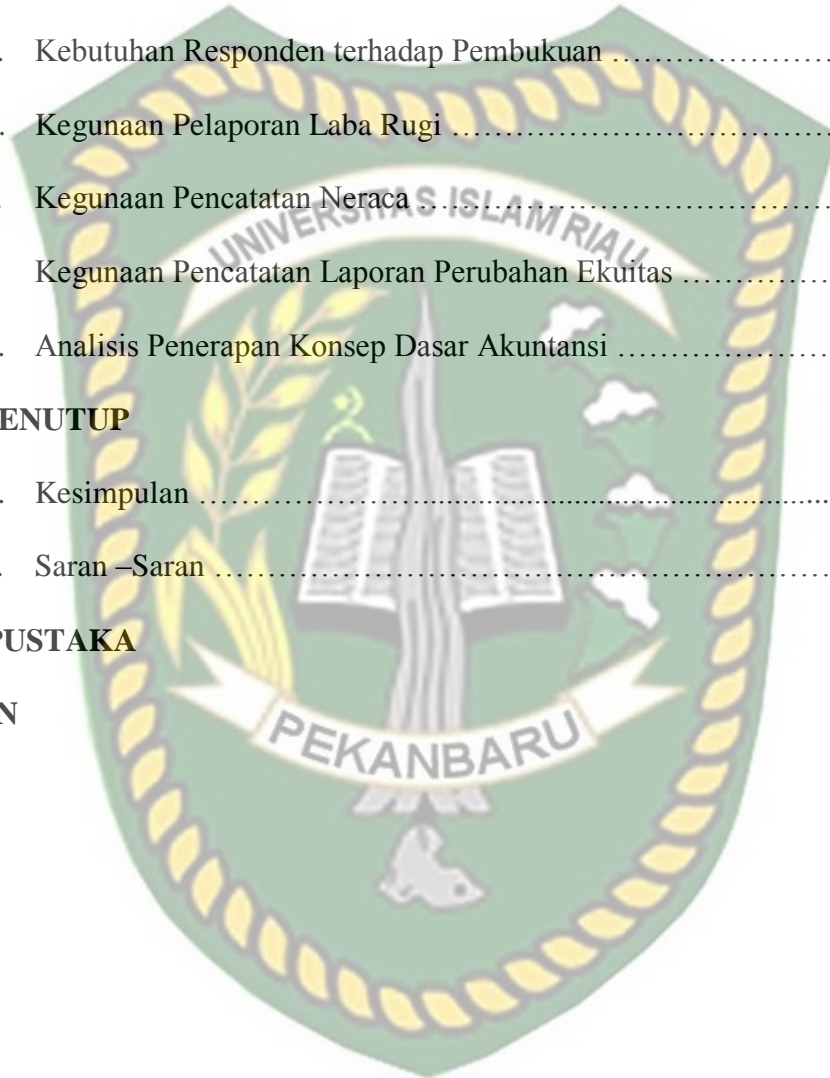 . Kebutuhan Responden terhadap Pembukuan ……………………
. Kegunaan Pelaporan Laba Rugi ……………………………………
. Kegunaan Pencatatan Neraca ………………………………………
UNIVERSITAS ISLAM RIAU
Kegunaan Pencatatan Laporan Perubahan Ekuitas ……………
. Analisis Penerapan Konsep Dasar Akuntansi …………………
ENUTUP
. Kesimpulan ……………………................................................
. Saran –Saran ……………………………………………………
PUSTAKA
N
PEKANBARU